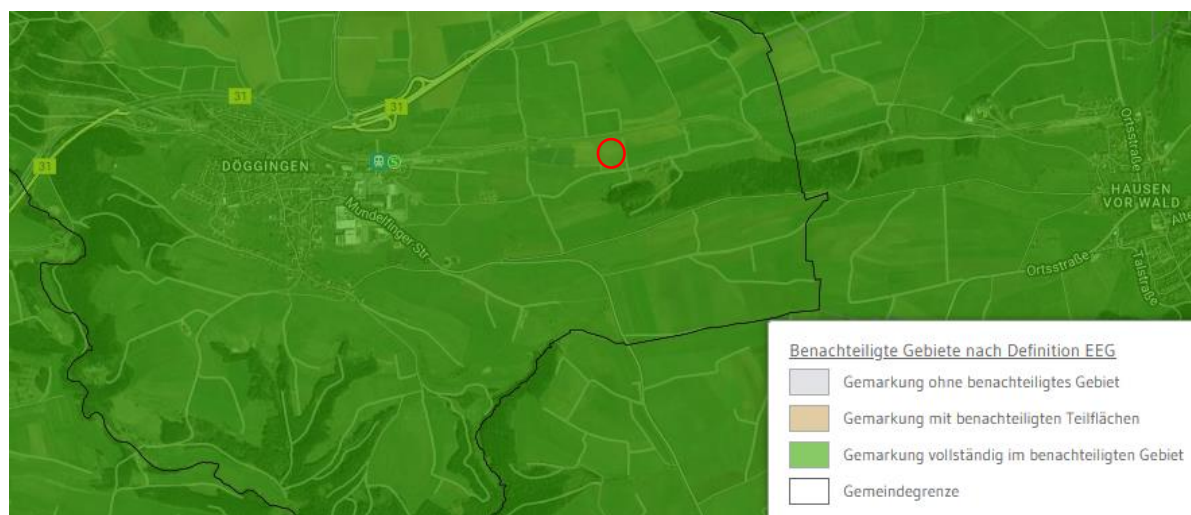 31
31
31
DÖGGINGEN
S
Mundelfinger Str.
Ortsstraße
HAUSEN
VOR WALD
Ortsstraße
Talstraße
Benachteiligte Gebiete nach Definition EEG
Gemarkung ohne benachteiligtes Gebiet
Gemarkung mit benachteiligten Teilflächen
Gemarkung vollständig im benachteiligten Gebiet
Gemeindegrenze